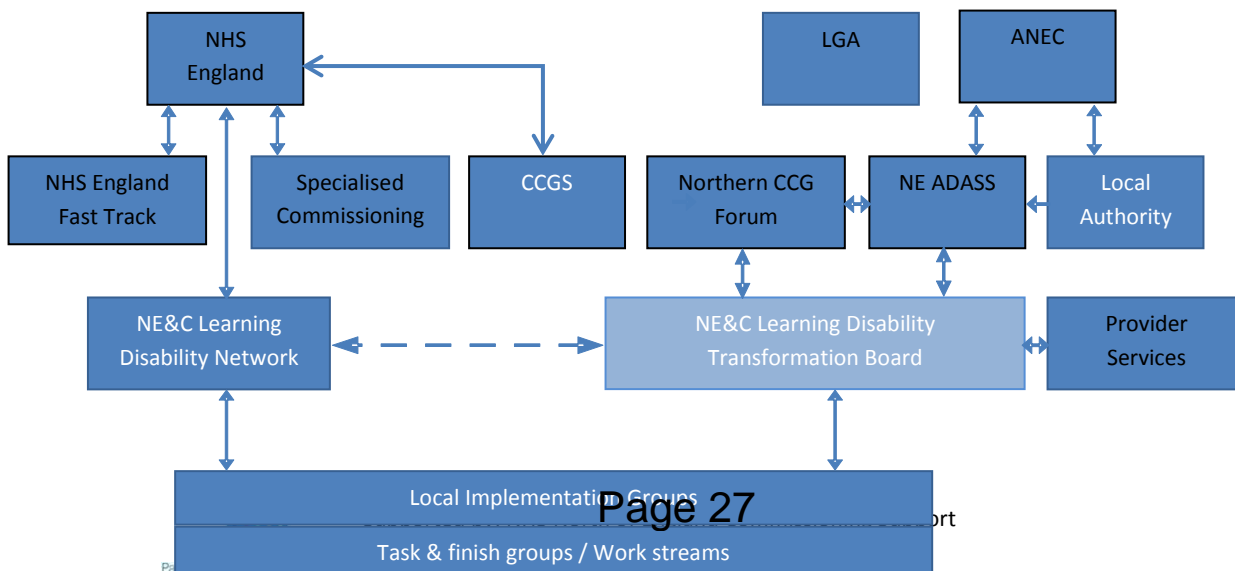 NHS
England
LGA
ANEC
NHS England
Fast Track
Specialised
Commissioning
CCGS
Northern CCG
Forum
NE ADASS
Local
Authority
NE&C Learning
Disability Network
NE&C Learning Disability
Transformation Board
Provider
Services
Local Implementation Groups
Page 27
Task & finish groups / Work streams